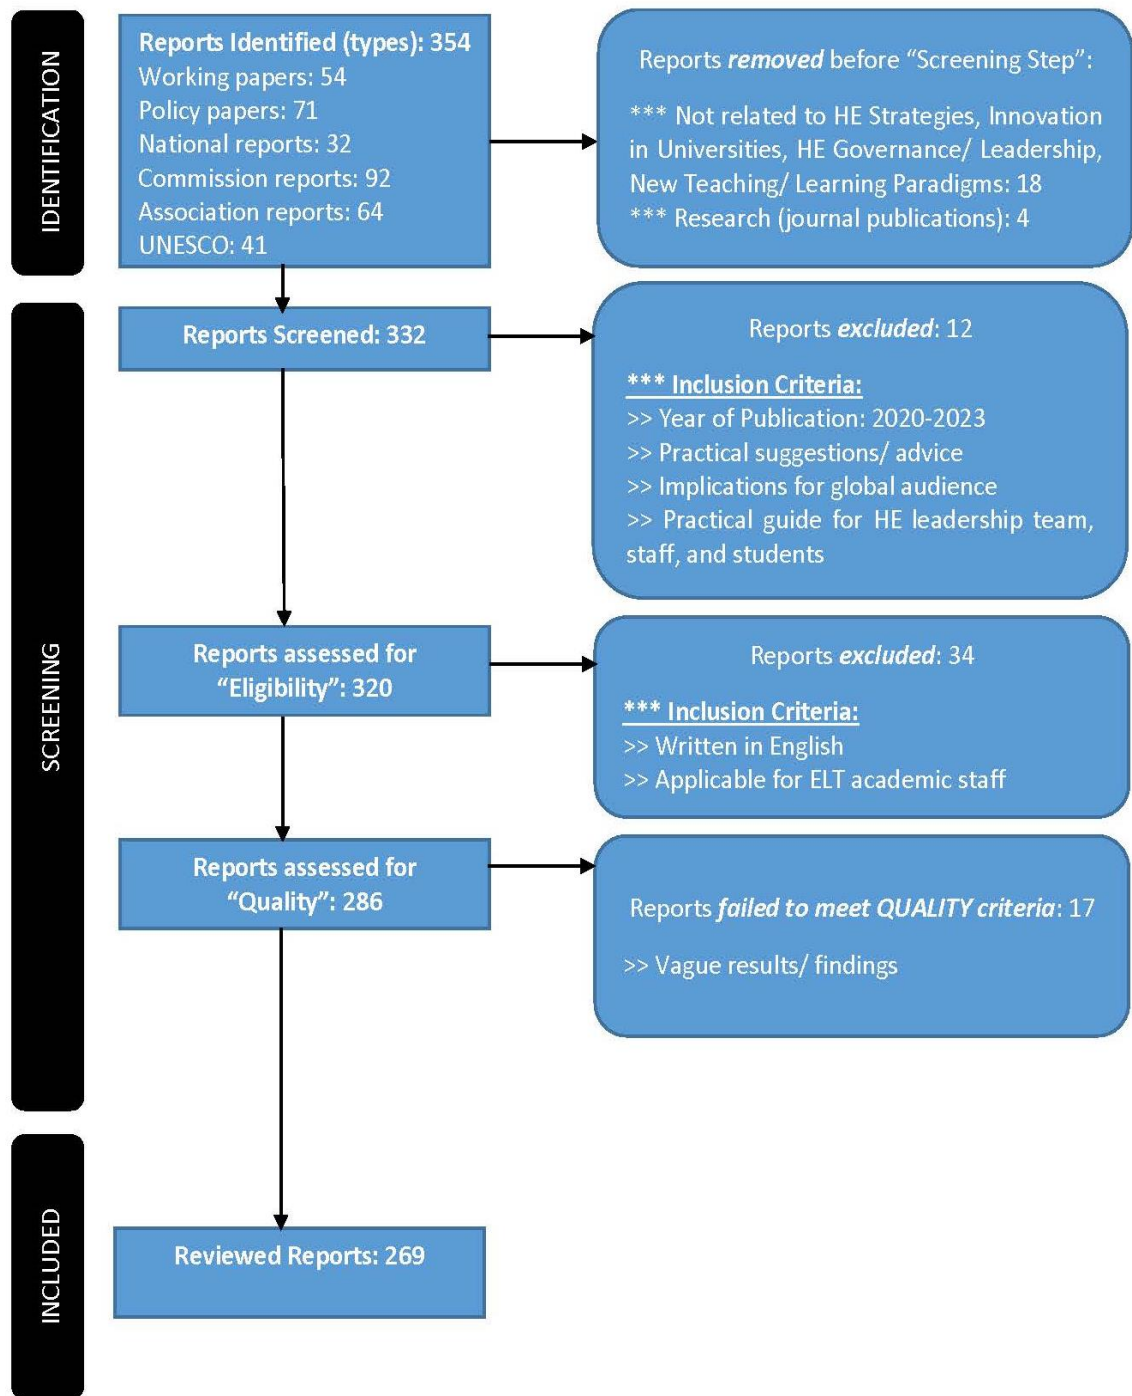 IDENTIFICATION
Reports Identified (types): 354
Working papers: 54
Policy papers: 71
National reports: 32
Commission reports: 92
Association reports: 64
UNESCO: 41
Reports removed before “Screening Step”:
*** Not related to HE Strategies, Innovation
in Universities, HE Governance/ Leadership,
New Teaching/ Learning Paradigms: 18
*** Research (journal publications): 4
SCREENING
Reports Screened: 332
Reports excluded: 12
*** Inclusion Criteria:
>> Year of Publication: 2020-2023
>> Practical suggestions/ advice
>> Implications for global audience
>> Practical guide for HE leadership team,
staff, and students
Reports assessed for
“Eligibility”: 320
Reports excluded: 34
*** Inclusion Criteria:
>> Written in English
>> Applicable for ELT academic staff
Reports assessed for
“Quality”: 286
Reports failed to meet QUALITY criteria: 17
>> Vague results/ findings
INCLUDED
Reviewed Reports: 269